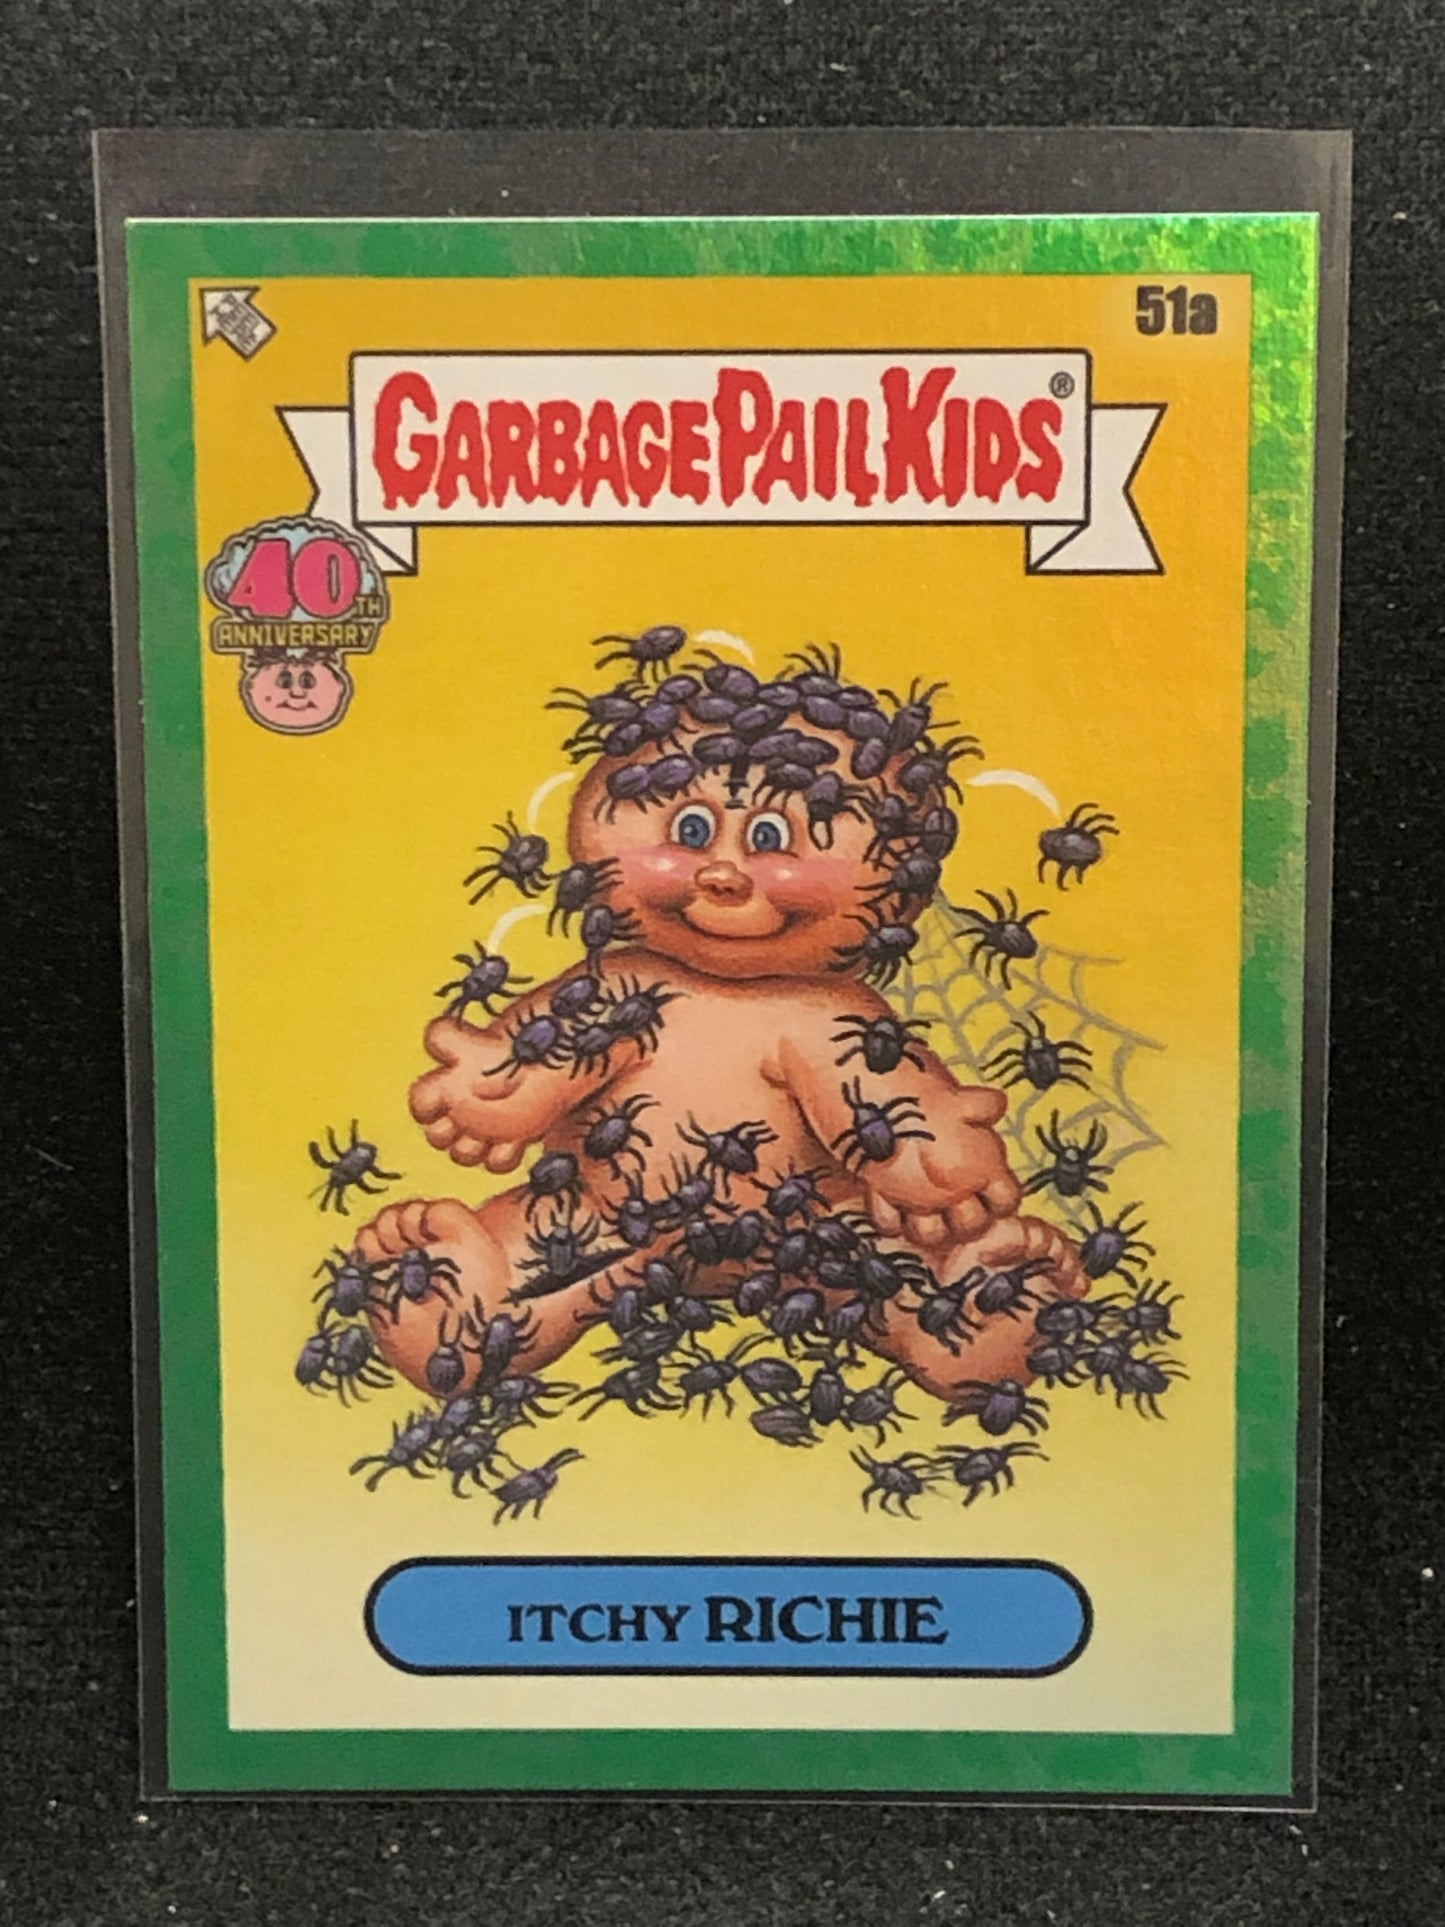 51a
GARBAGE PAIL KIDS®
40TH
ANNIVERSARY
ITCHY RICHIE